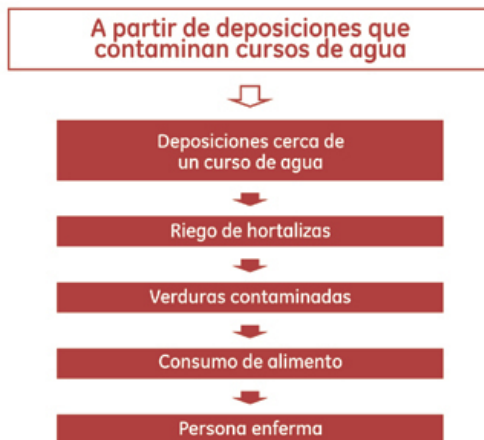 A partir de deposiciones que
contaminan cursos de agua
Deposiciones cerca de
un curso de agua
Riego de hortalizas
Verduras contaminadas
Consumo de alimento
Persona enferma